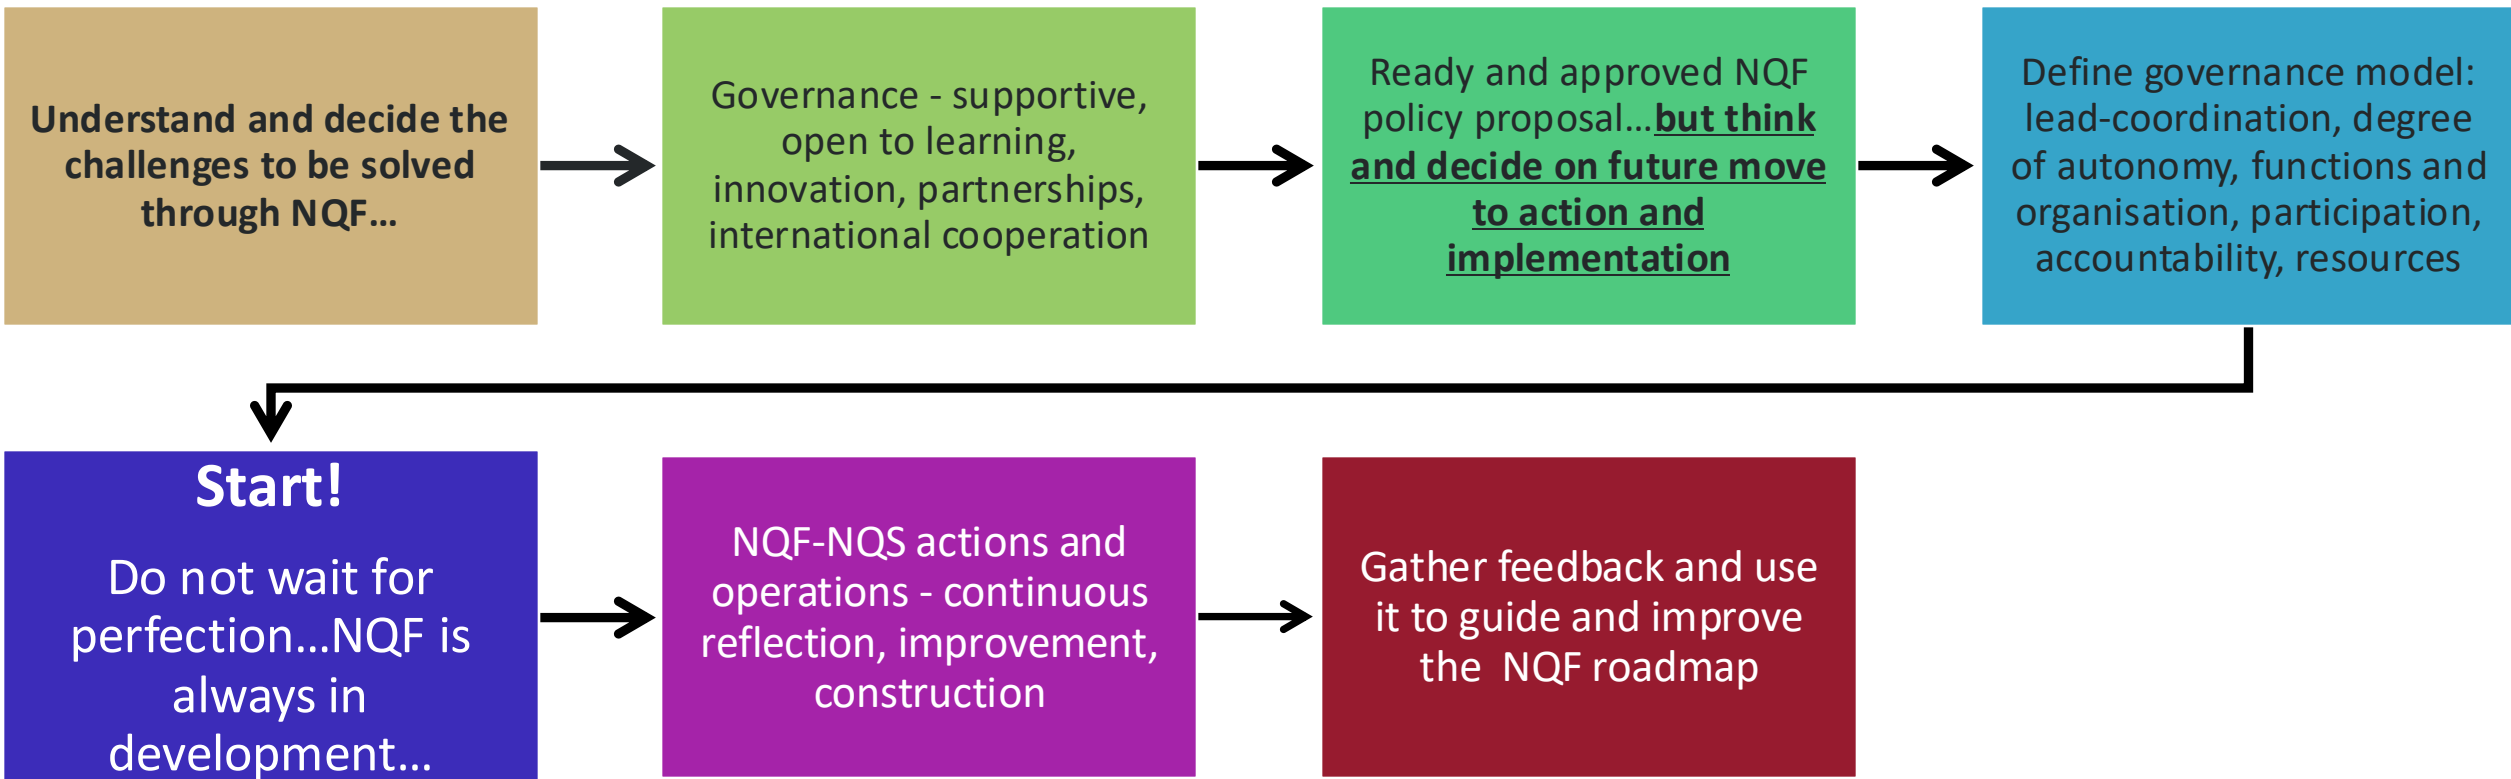 Understand and decide the
challenges to be solved
through NQF...
Governance - supportive,
open to learning,
innovation, partnerships,
international cooperation
Ready and approved NQF
policy proposal...but think
and decide on future move
to action and
implementation
Define governance model:
lead-coordination, degree
of autonomy, functions and
organisation, participation,
accountability, resources
Start!
Do not wait for
perfection...NQF is
always in
development...
NQF-NQS actions and
operations - continuous
reflection, improvement,
construction
Gather feedback and use
it to guide and improve
the  NQF roadmap